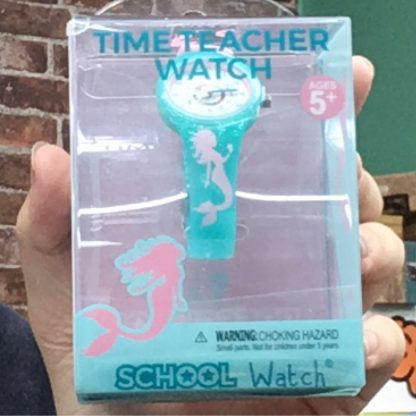 TIME TEACHER
WATCH
AGES
5+
WARNING: CHOKING HAZARD
Small parts. Not for children under 3 years.
SCHOOL Watch®